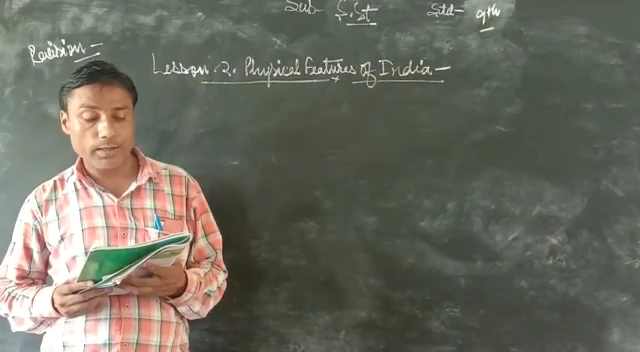 Sub- S.St Std- 9th
Revision -
Lesson.2. Physical Features of India -